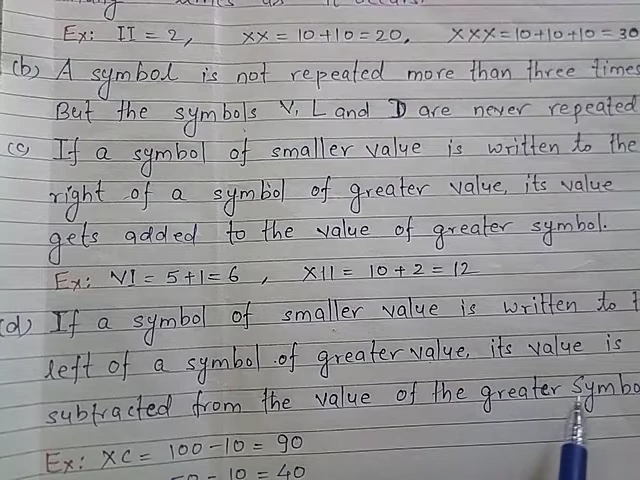 Ex: II = 2, XX = 10+10=20, XXX=10+10+10=30
(b) A symbol is not repeated more than three times
But the symbols V, L and D are never repeated
(c) If a symbol of smaller value is written to the
right of a symbol of greater value, its value
gets added to the value of greater symbol.
Ex: VI = 5+1=6, XII = 10+2=12
(d) If a symbol of smaller value is written to
left of a symbol of greater value, its value is
subtracted from the value of the greater Symbo
Ex: XC = 100-10 = 90
- 10 = 40